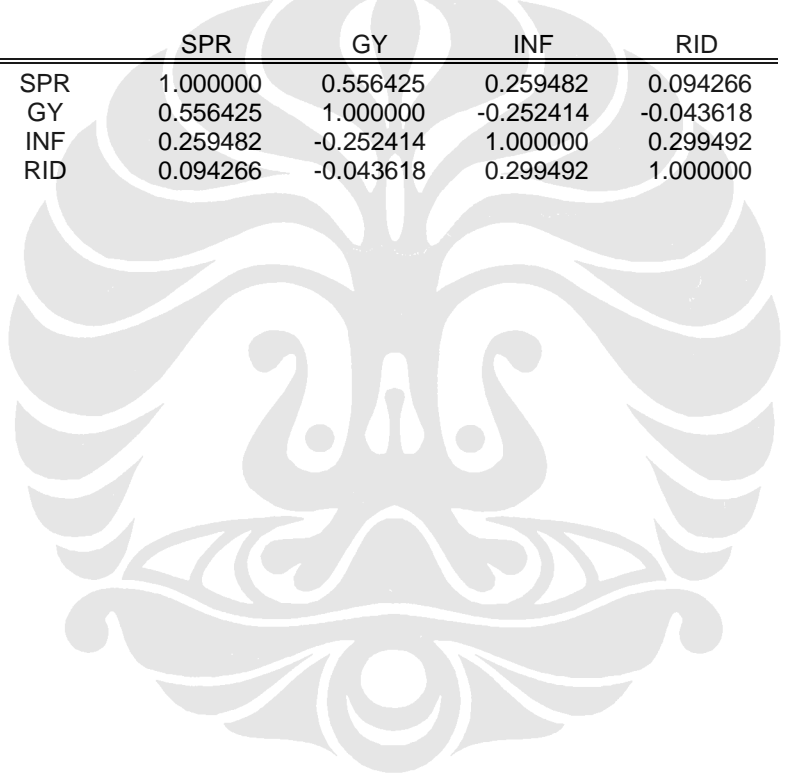 SPR GY INF RID
SPR 1.000000 0.556425 0.259482 0.094266
GY 0.556425 1.000000 -0.252414 -0.043618
INF 0.259482 -0.252414 1.000000 0.299492
RID 0.094266 -0.043618 0.299492 1.000000